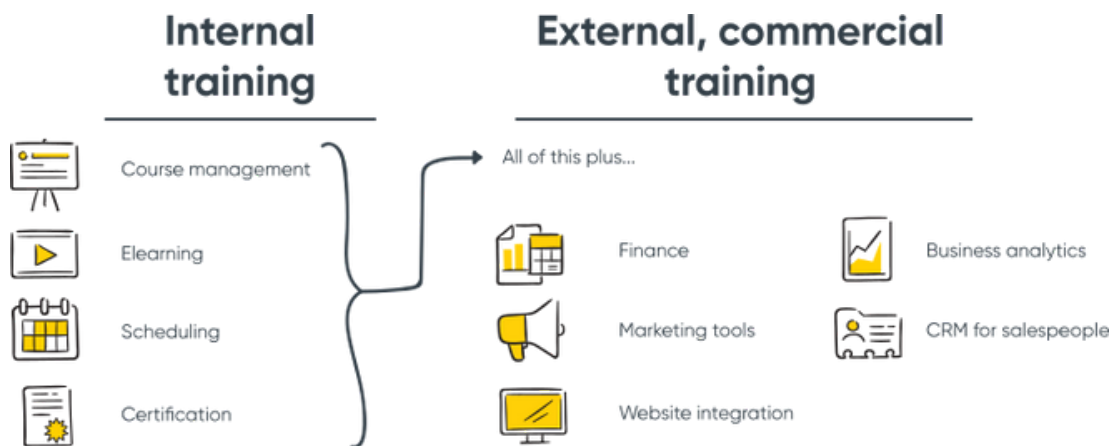 Internal
training
External, commercial
training
Course management
Elearning
Scheduling
Certification
All of this plus...
Finance
Business analytics
Marketing tools
CRM for salespeople
Website integration